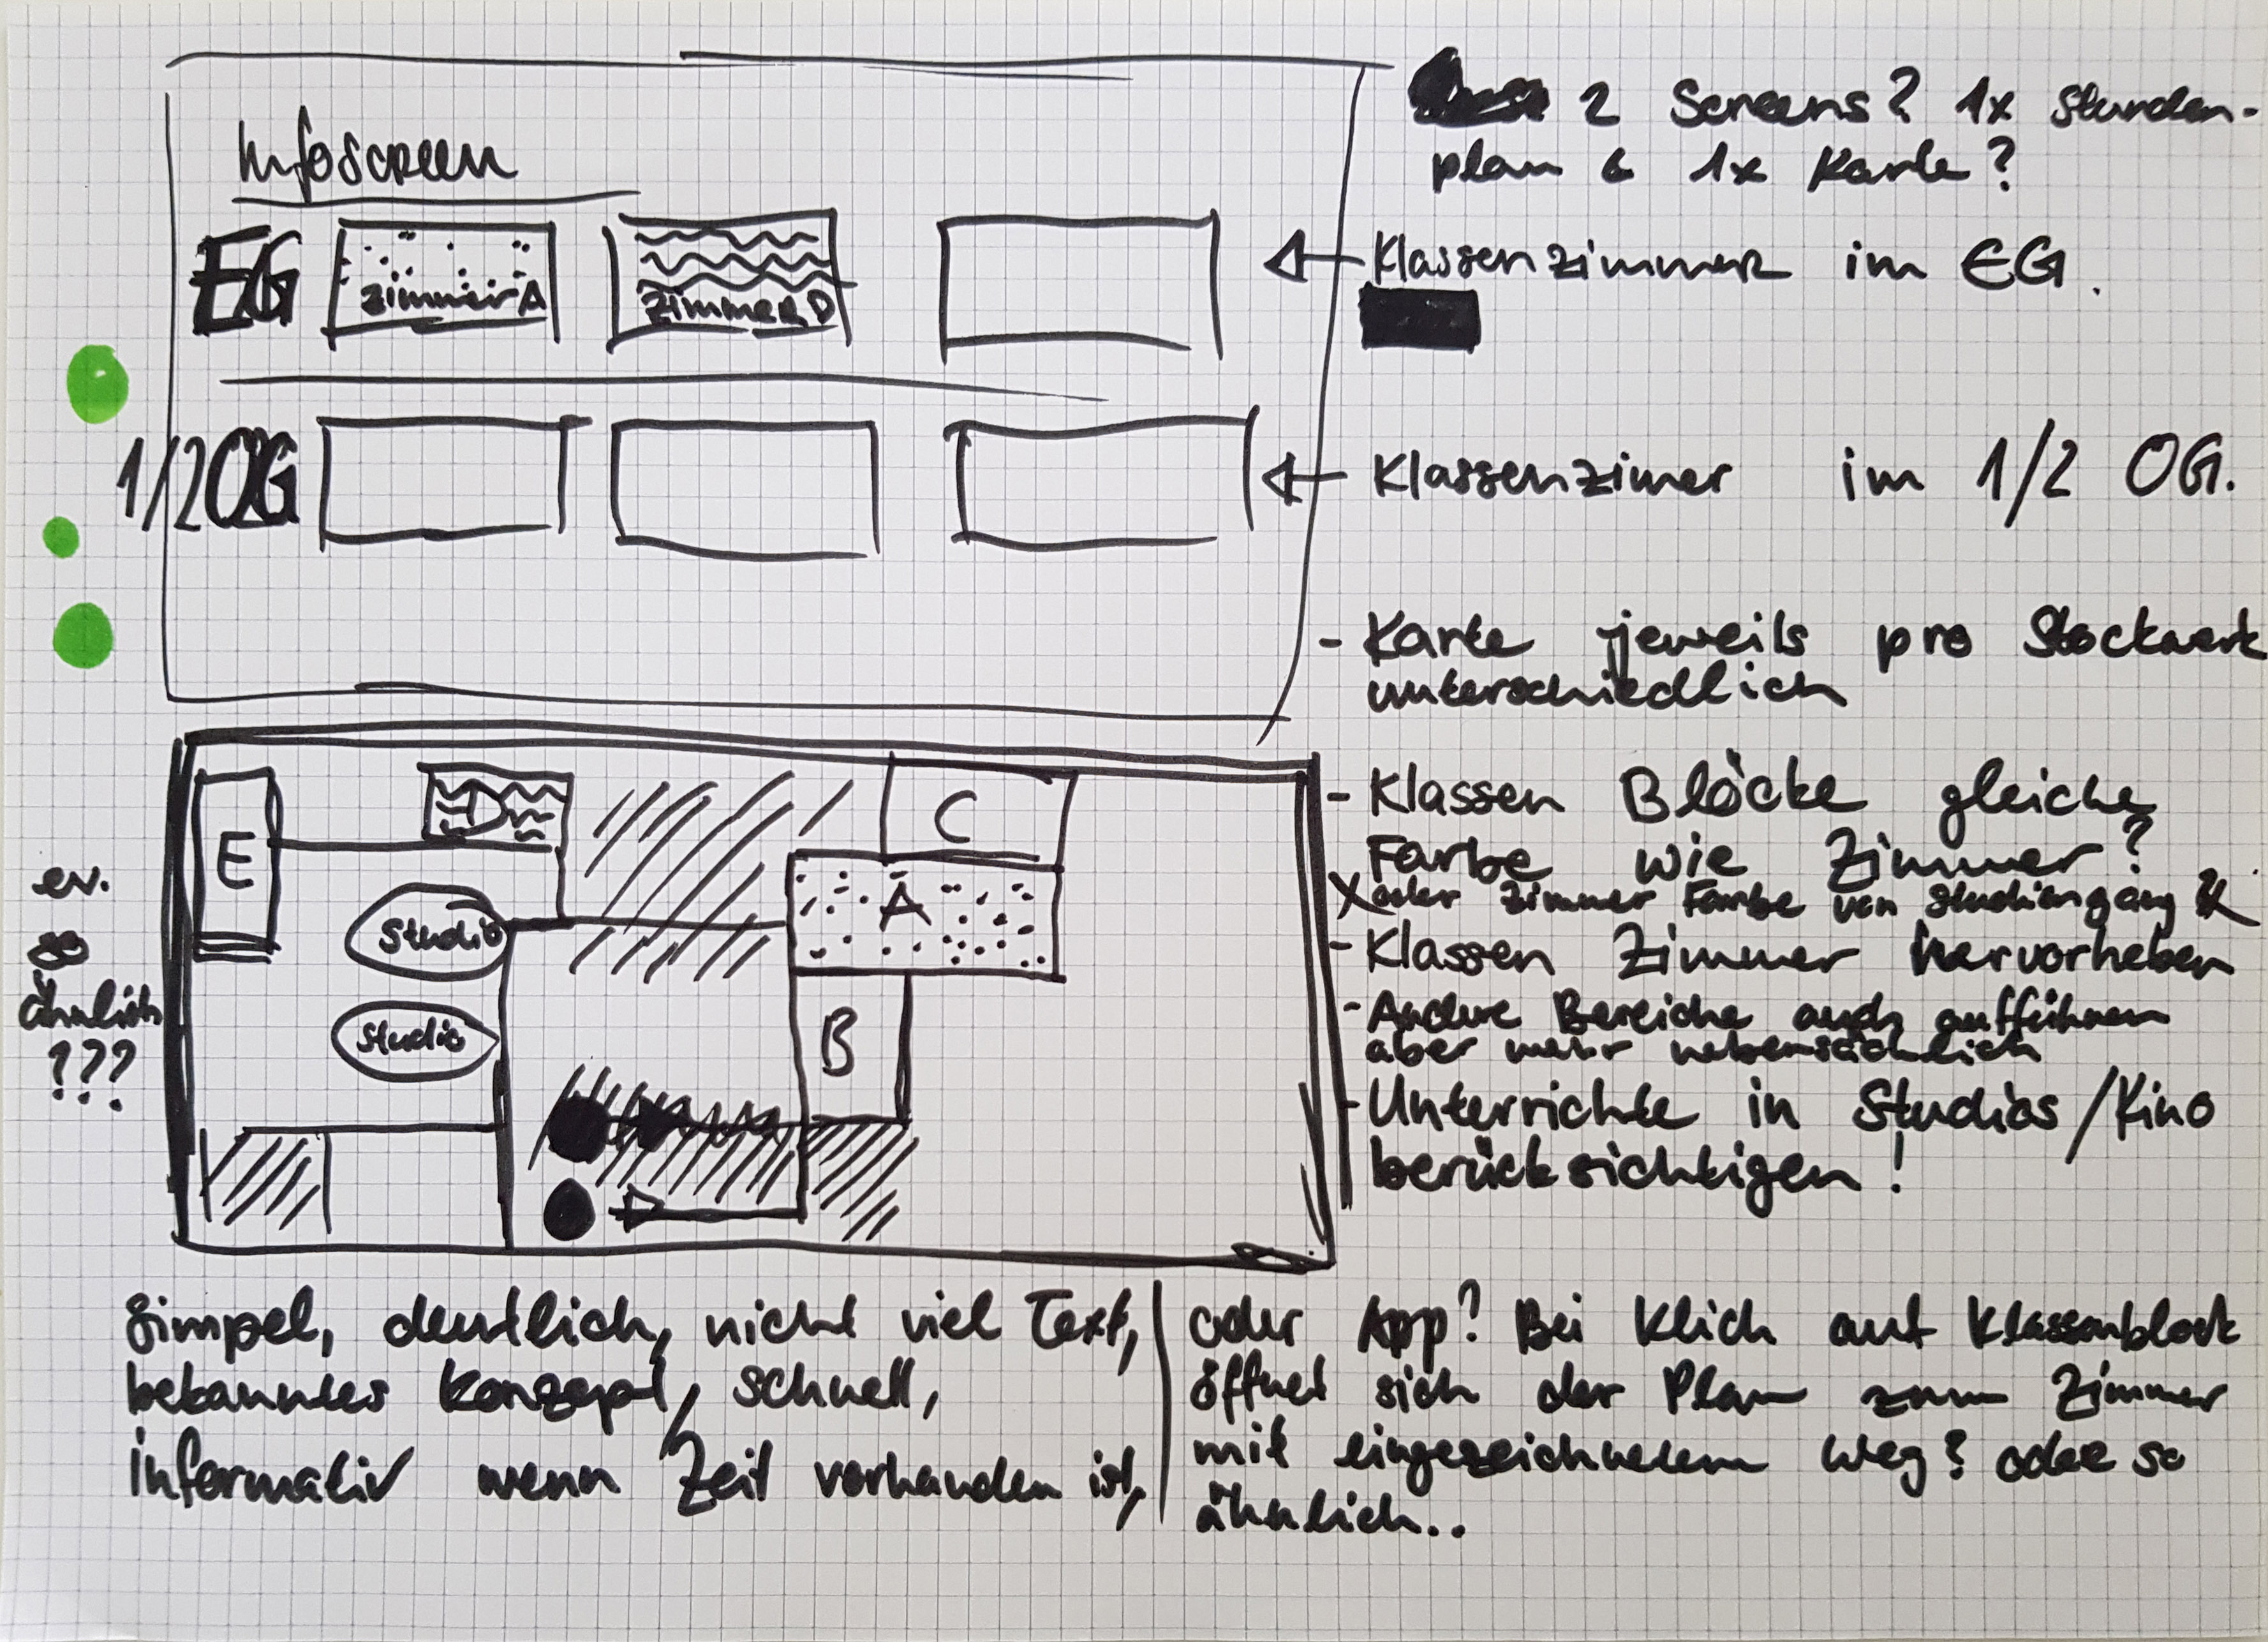 Infoscreen
EG
Zimmer A
Zimmer D
1/2OG
2 Screens? 1x Stunden-
plan & 1x Karte?
Klassenzimmer im EG.
Klassenzimer im 1/2 OG.
- Karte jeweils pro Stockwerk
unterschiedlich
- Klassen Blöcke gleiche
Farbe wie Zimmer?
X oder Zimmer Farbe von Studiengang X
- Klassen Zimmer hervorheben
- Andere Bereiche auch aufführen
aber mehr nebensächlich
- Unterrichte in Studios/Kino
berücksichtigen!
ev.
so
ähnlich
???
E
D
C
A
B
Studio
Studio
Simpel, deutlich, nicht viel Text,
bekanntes Konzept, schnell,
informativ wenn Zeit vorhanden ist,
oder App? Bei Klick auf Klassenblock
öffnet sich der Plan zum Zimmer
mit eingezeichnetem Weg? oder so
ähnlich..